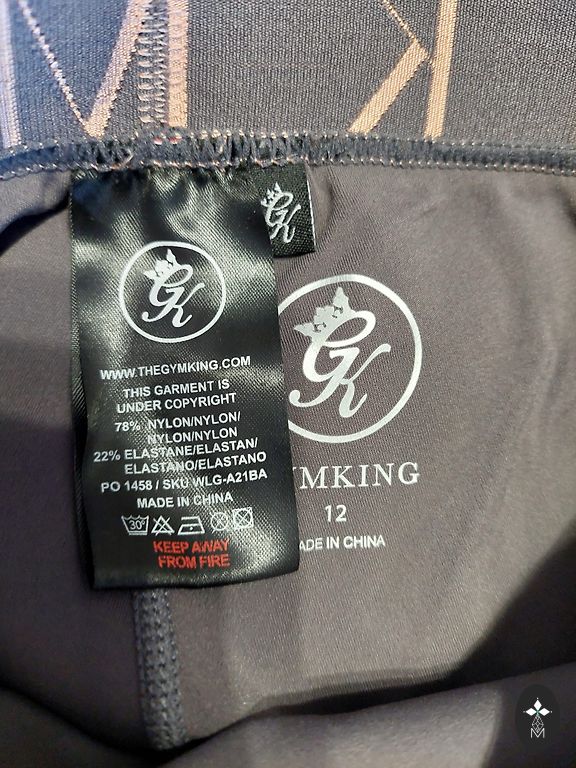 GK
GK
WWW.THEGYMKING.COM
THIS GARMENT IS
UNDER COPYRIGHT
78% NYLON/NYLON/
NYLON/NYLON
22% ELASTANE/ELASTAN/
ELASTANO/ELASTANO
PO 1458 / SKU WLG-A21BA
MADE IN CHINA
30°
KEEP AWAY
FROM FIRE
GK
YMKING
12
ADE IN CHINA
M